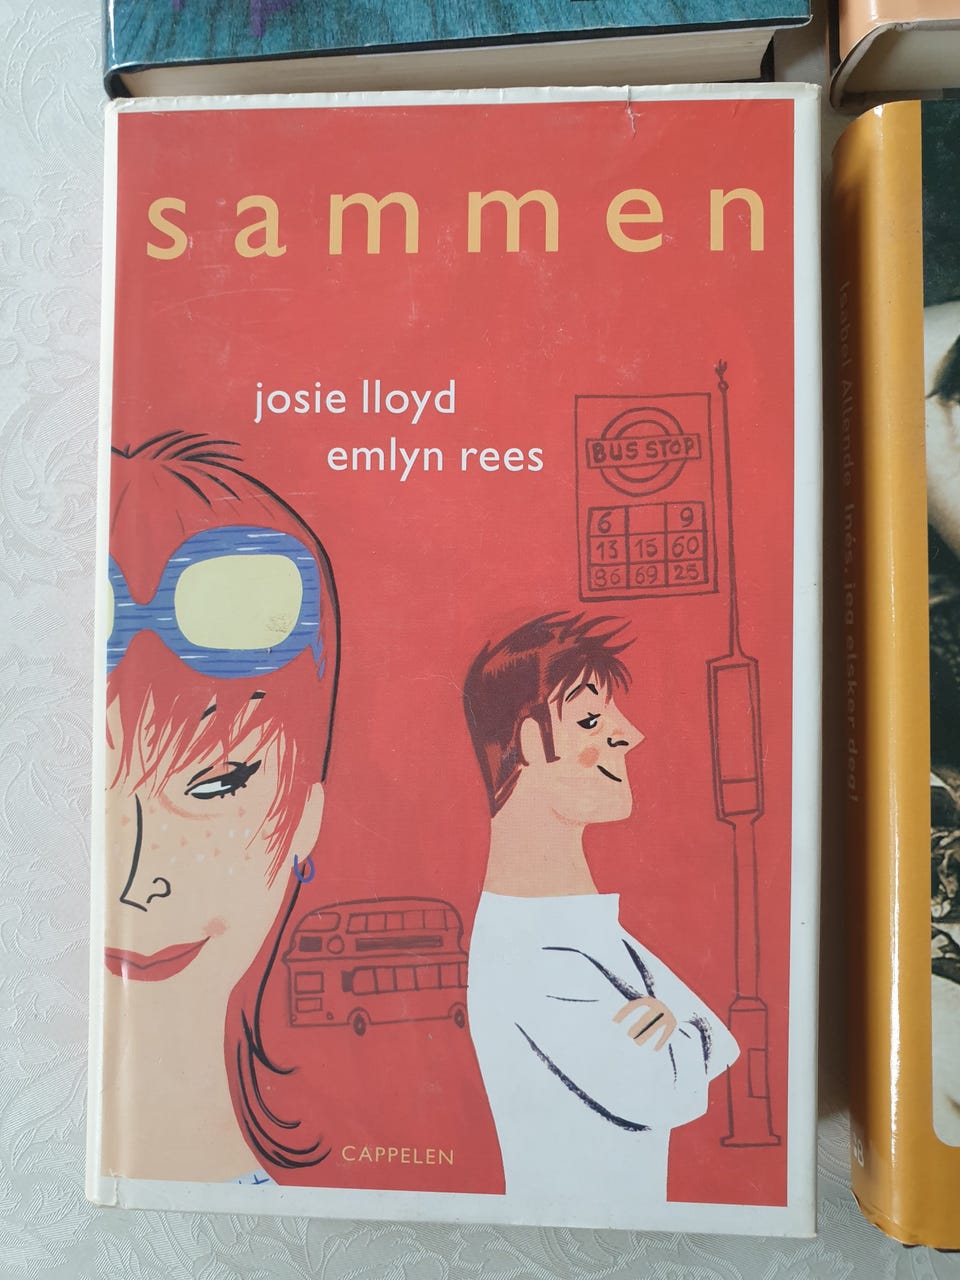 sammen
josie lloyd
emlyn rees
BUS STOP
6 9
13 15 60
36 69 25
CAPPELEN
Isabel Allende Inés, jeg elsker deg!